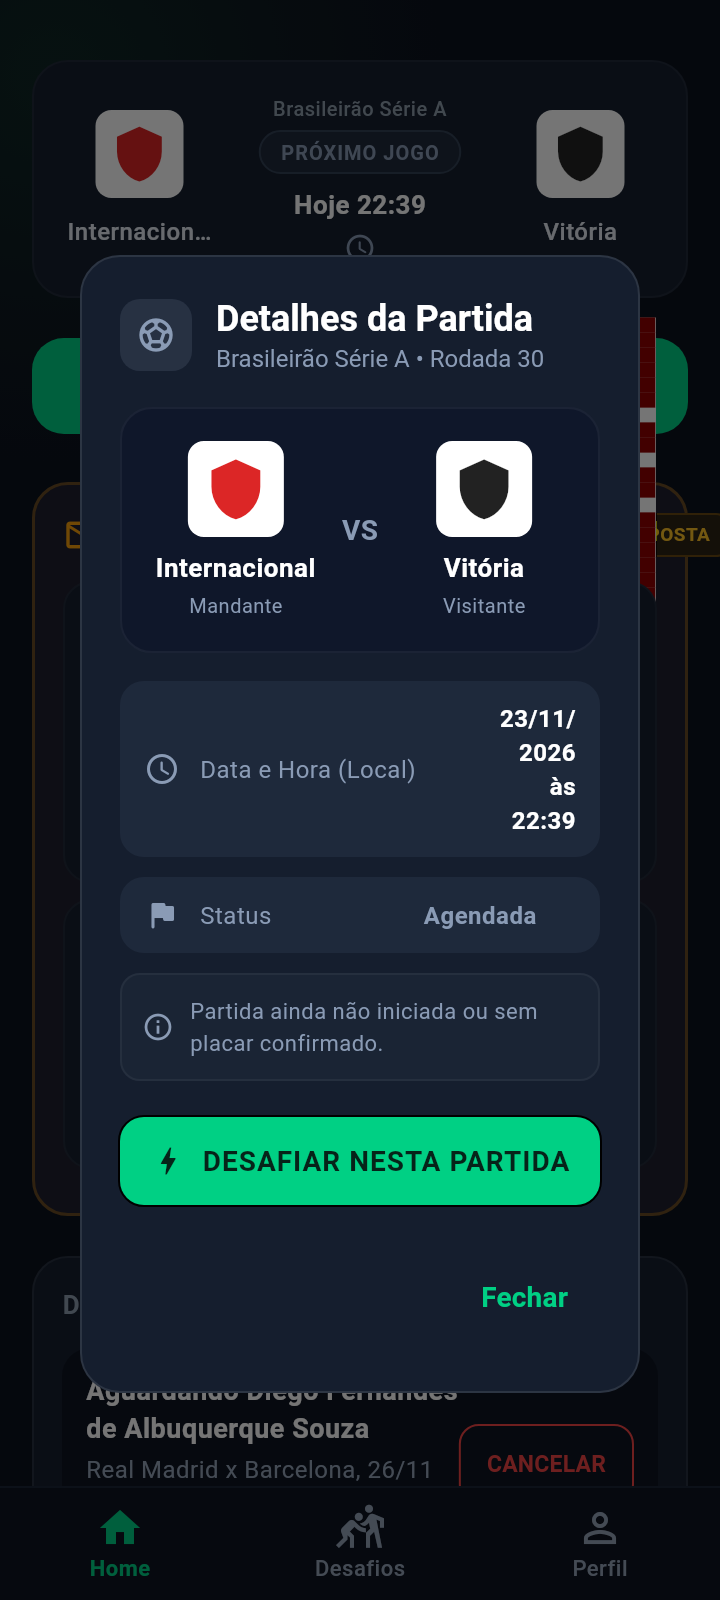 Brasileirão Série A
PRÓXIMO JOGO
Hoje 22:39
Internacion...
Vitória
Detalhes da Partida
Brasileirão Série A • Rodada 30
VS
Internacional
Vitória
Mandante
Visitante
OSTA
Data e Hora (Local)
23/11/
2026
às
22:39
Status
Agendada
Partida ainda não iniciada ou sem
placar confirmado.
DESAFIAR NESTA PARTIDA
Fechar
D
Aguardando Diego Fernandes
de Albuquerque Souza
Real Madrid x Barcelona, 26/11
CANCELAR
Home
Desafios
Perfil